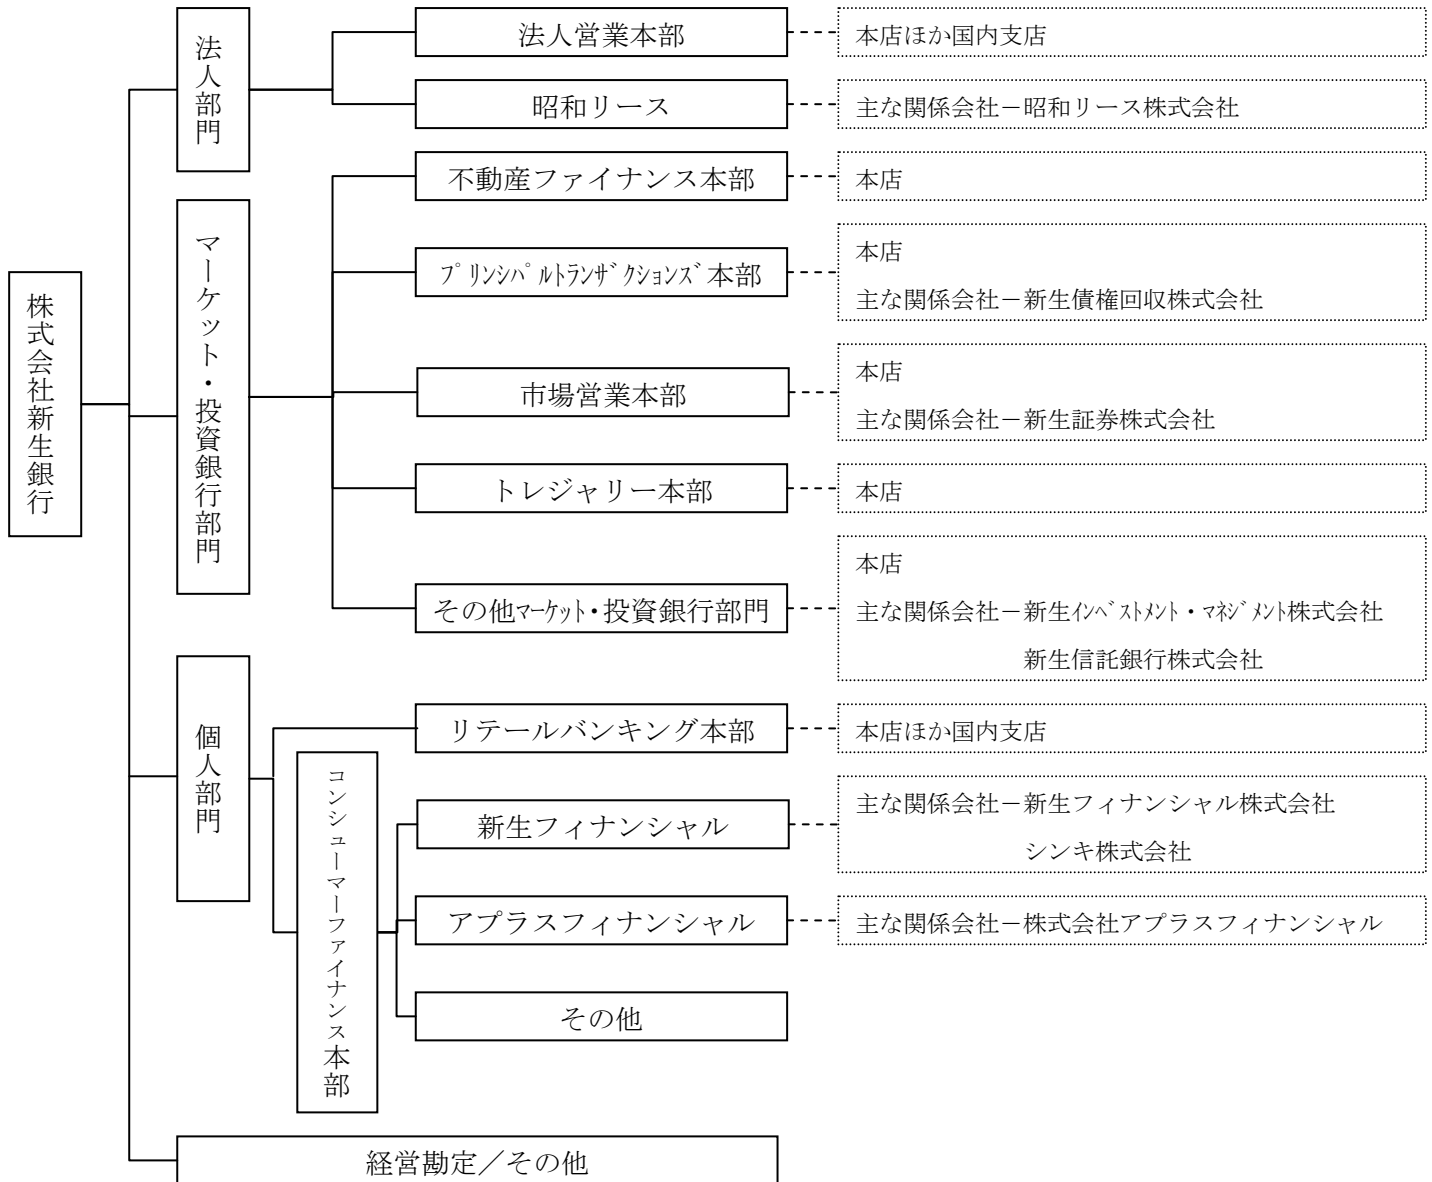 株式会社新生銀行
法人部門
法人営業本部
本店ほか国内支店
昭和リース
主な関係会社－昭和リース株式会社
マーケット・投資銀行部門
不動産ファイナンス本部
本店
ﾌﾟﾘﾝｼﾊﾟﾙﾄﾗﾝｻﾞｸｼｮﾝｽﾞ本部
本店
主な関係会社－新生債権回収株式会社
市場営業本部
本店
主な関係会社－新生証券株式会社
トレジャリー本部
本店
その他ﾏｰｹｯﾄ・投資銀行部門
本店
主な関係会社－新生ｲﾝﾍﾞｽﾄﾒﾝﾄ・ﾏﾈｼﾞﾒﾝﾄ株式会社
新生信託銀行株式会社
個人部門
リテールバンキング本部
本店ほか国内支店
コンシューマーファイナンス本部
新生フィナンシャル
主な関係会社－新生フィナンシャル株式会社
シンキ株式会社
アプラスフィナンシャル
主な関係会社－株式会社アプラスフィナンシャル
その他
経営勘定／その他